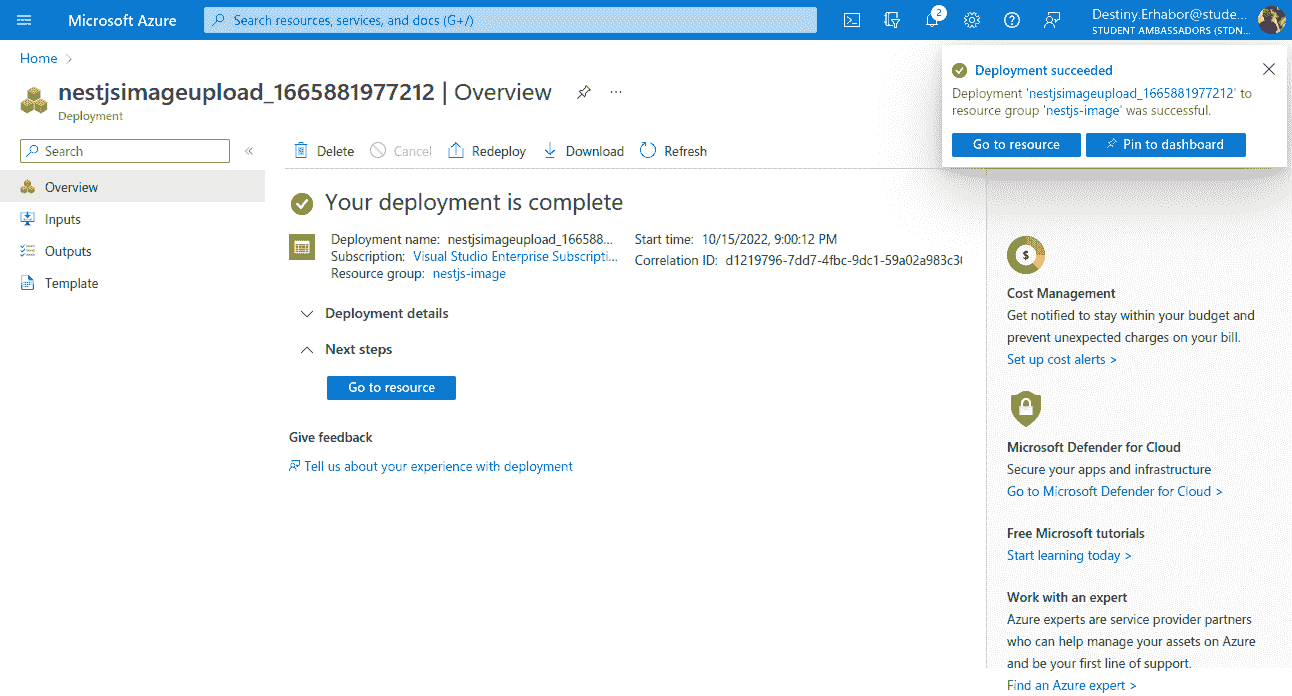 Microsoft Azure
Search resources, services, and docs (G+/)
2
Destiny.Erhabor@stude...
STUDENT AMBASSADORS (STDN...
Home
nestjsimageupload_1665881977212 | Overview
...
Deployment
Deployment succeeded
Deployment 'nestjsimageupload_1665881977212' to
resource group 'nestjs-image' was successful.
Go to resource
Pin to dashboard
Search
Delete
Cancel
Redeploy
Download
Refresh
Overview
Inputs
Outputs
Template
Your deployment is complete
Deployment name: nestjsimageupload_166588...
Subscription: Visual Studio Enterprise Subscripti...
Resource group: nestjs-image
Start time: 10/15/2022, 9:00:12 PM
Correlation ID: d1219796-7dd7-4fbc-9dc1-59a02a983c3
Deployment details
Next steps
Go to resource
Give feedback
Tell us about your experience with deployment
$
Cost Management
Get notified to stay within your budget and
prevent unexpected charges on your bill.
Set up cost alerts >
Microsoft Defender for Cloud
Secure your apps and infrastructure
Go to Microsoft Defender for Cloud >
Free Microsoft tutorials
Start learning today >
Work with an expert
Azure experts are service provider partners
who can help manage your assets on Azure
and be your first line of support.
Find an Azure expert >